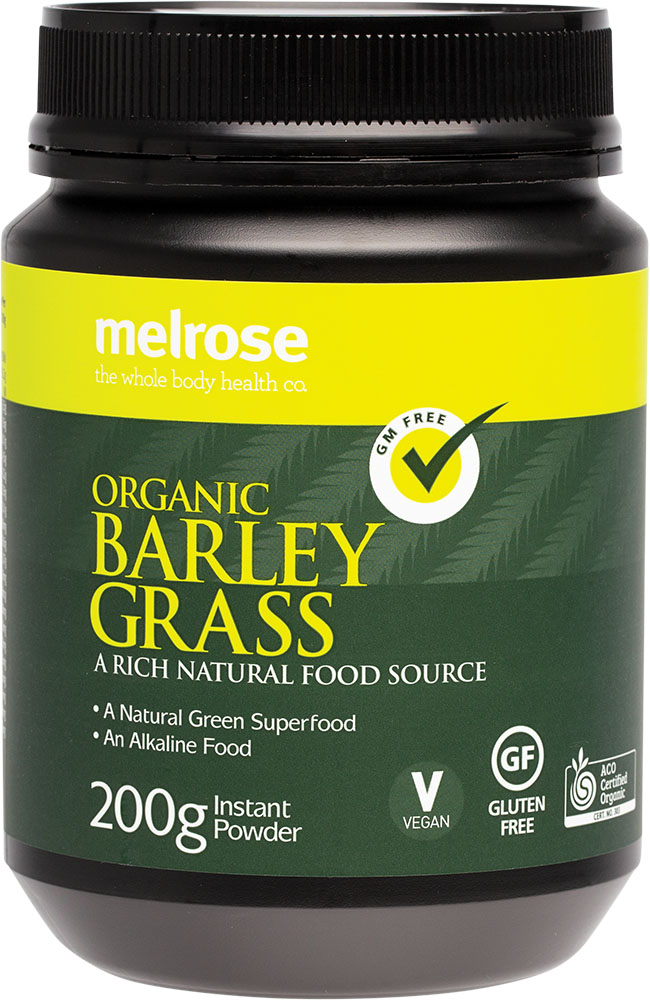 melrose
the whole body health co.
GM FREE
ORGANIC
BARLEY
GRASS
A RICH NATURAL FOOD SOURCE
• A Natural Green Superfood
• An Alkaline Food
200g Instant
Powder
V
VEGAN
GF
GLUTEN
FREE
ACO
Certified
Organic